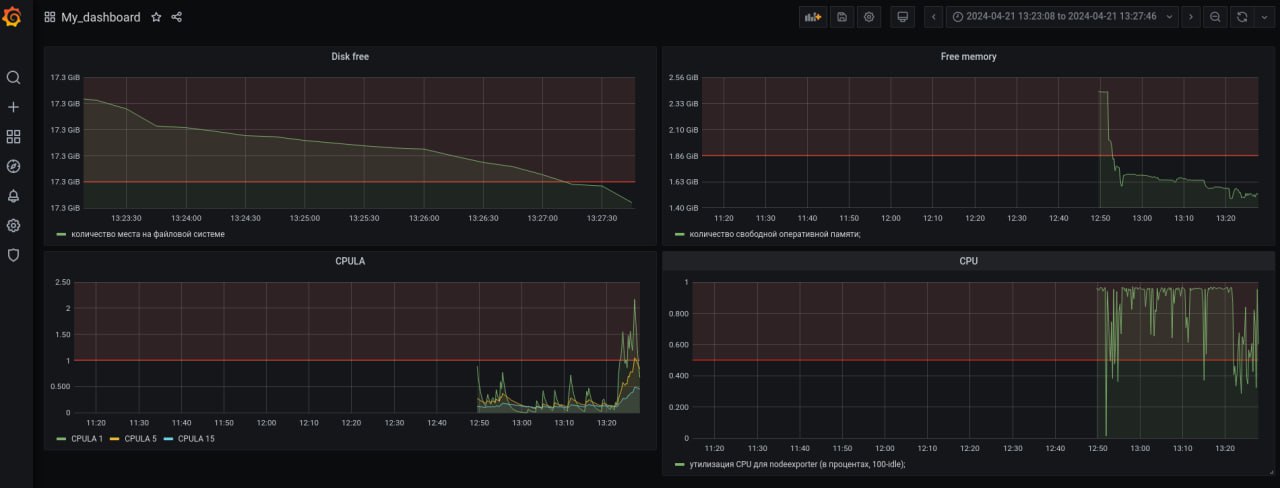 My_dashboard
2024-04-21 13:23:08 to 2024-04-21 13:27:46
Disk free
17.3 GiB
17.3 GiB
17.3 GiB
17.3 GiB
17.3 GiB
17.3 GiB
13:23:30 13:24:00 13:24:30 13:25:00 13:25:30 13:26:00 13:26:30 13:27:00 13:27:30
количество места на файловой системе
Free memory
2.56 GiB
2.33 GiB
2.10 GiB
1.86 GiB
1.63 GiB
1.40 GiB
11:20 11:30 11:40 11:50 12:00 12:10 12:20 12:30 12:40 12:50 13:00 13:10 13:20
количество свободной оперативной памяти;
CPULA
2.50
2
1.50
1
0.500
0
11:20 11:30 11:40 11:50 12:00 12:10 12:20 12:30 12:40 12:50 13:00 13:10 13:20
CPULA 1 CPULA 5 CPULA 15
CPU
1
0.800
0.600
0.400
0.200
0
11:20 11:30 11:40 11:50 12:00 12:10 12:20 12:30 12:40 12:50 13:00 13:10 13:20
утилизация CPU для nodeexporter (в процентах, 100-idle);